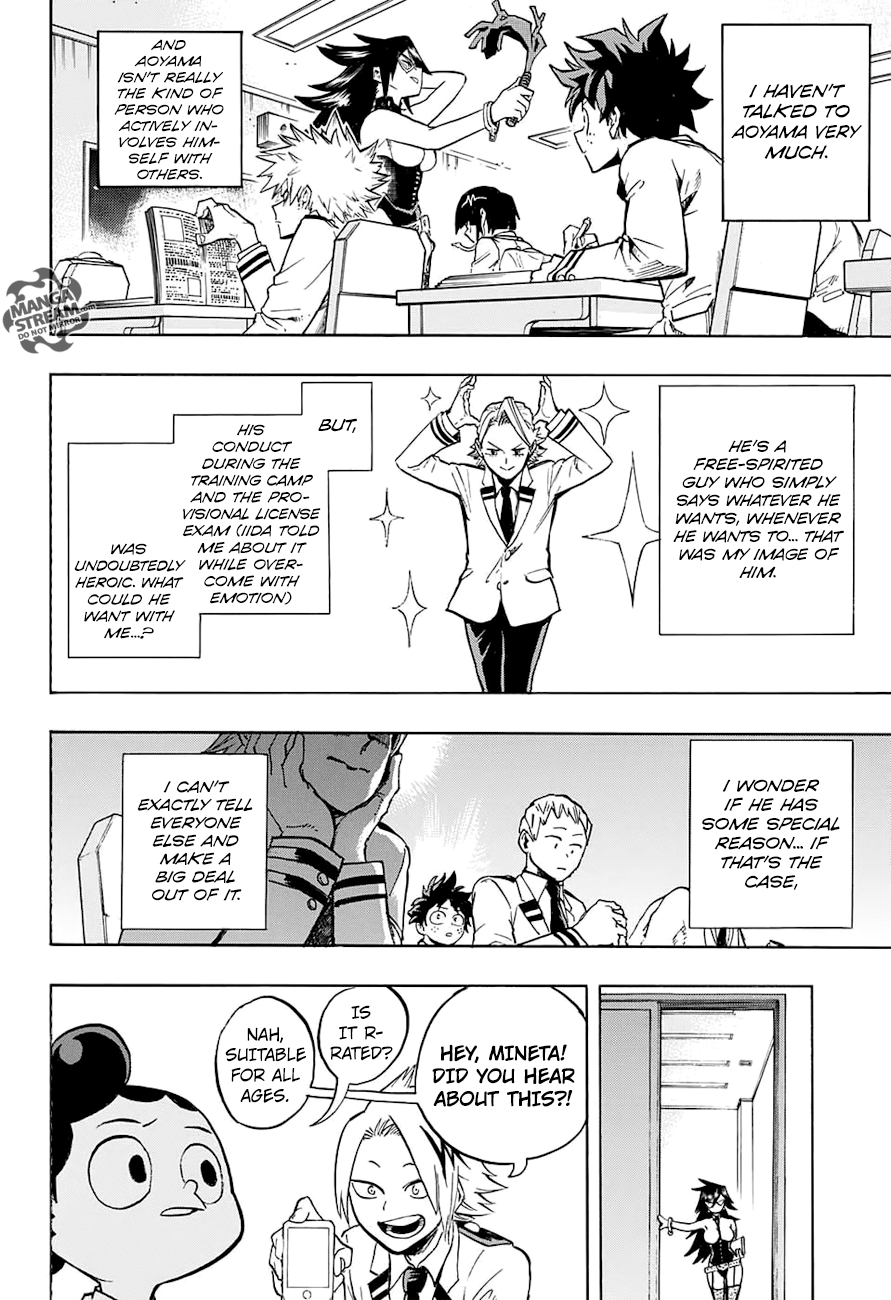 I HAVEN'T
TALKED TO
AOYAMA VERY
MUCH.
AND
AOYAMA
ISN'T REALLY
THE KIND OF
PERSON WHO
ACTIVELY IN-
VOLVES HIM-
SELF WITH
OTHERS.
MANGA
STREAM.com
DO NOT MIRROR
HE'S A
FREE-SPIRITED
GUY WHO SIMPLY
SAYS WHATEVER HE
WANTS, WHENEVER
HE WANTS TO... THAT
WAS MY IMAGE OF
HIM.
BUT,
HIS
CONDUCT
DURING THE
TRAINING CAMP
AND THE PRO-
VISIONAL LICENSE
EXAM (IIDA TOLD
ME ABOUT IT
WHILE OVER-
COME WITH
EMOTION)
WAS
UNDOUBTEDLY
HEROIC. WHAT
COULD HE
WANT WITH
ME...?
I WONDER
IF HE HAS
SOME SPECIAL
REASON... IF
THAT'S THE
CASE,
I CAN'T
EXACTLY TELL
EVERYONE
ELSE AND
MAKE A
BIG DEAL
OUT OF IT.
HEY, MINETA!
DID YOU HEAR
ABOUT THIS?!
IS
IT R-
RATED?
NAH,
SUITABLE
FOR ALL
AGES.